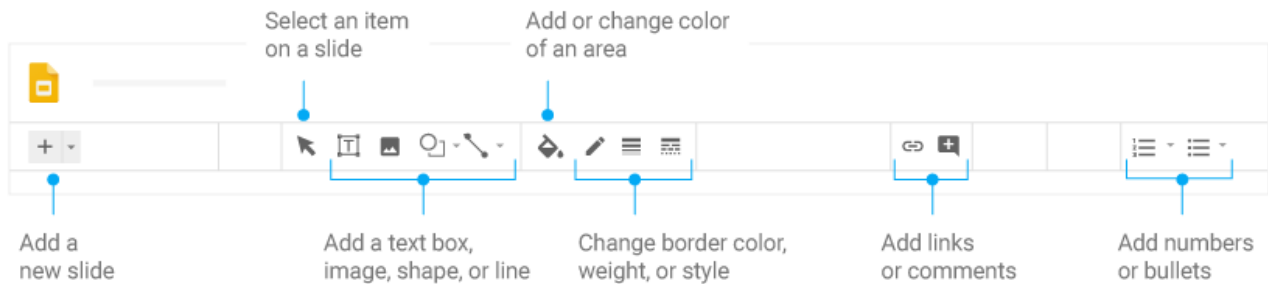 Select an item
on a slide
Add or change color
of an area
Add a
new slide
Add a text box,
image, shape, or line
Change border color,
weight, or style
Add links
or comments
Add numbers
or bullets